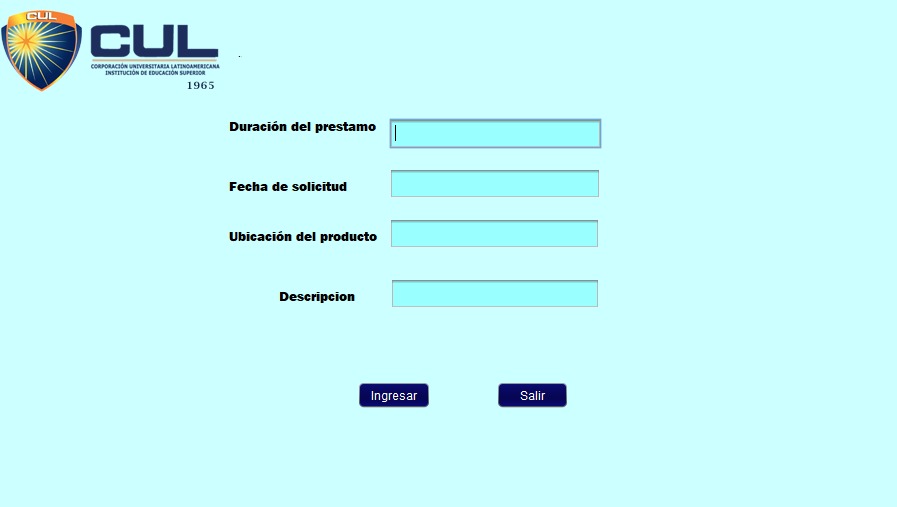 CUL
CUL
CORPORACIÓN UNIVERSITARIA LATINOAMERICANA
INSTITUCIÓN DE EDUCACIÓN SUPERIOR
1965
.
Duración del prestamo
Fecha de solicitud
Ubicación del producto
Descripcion
Ingresar
Salir